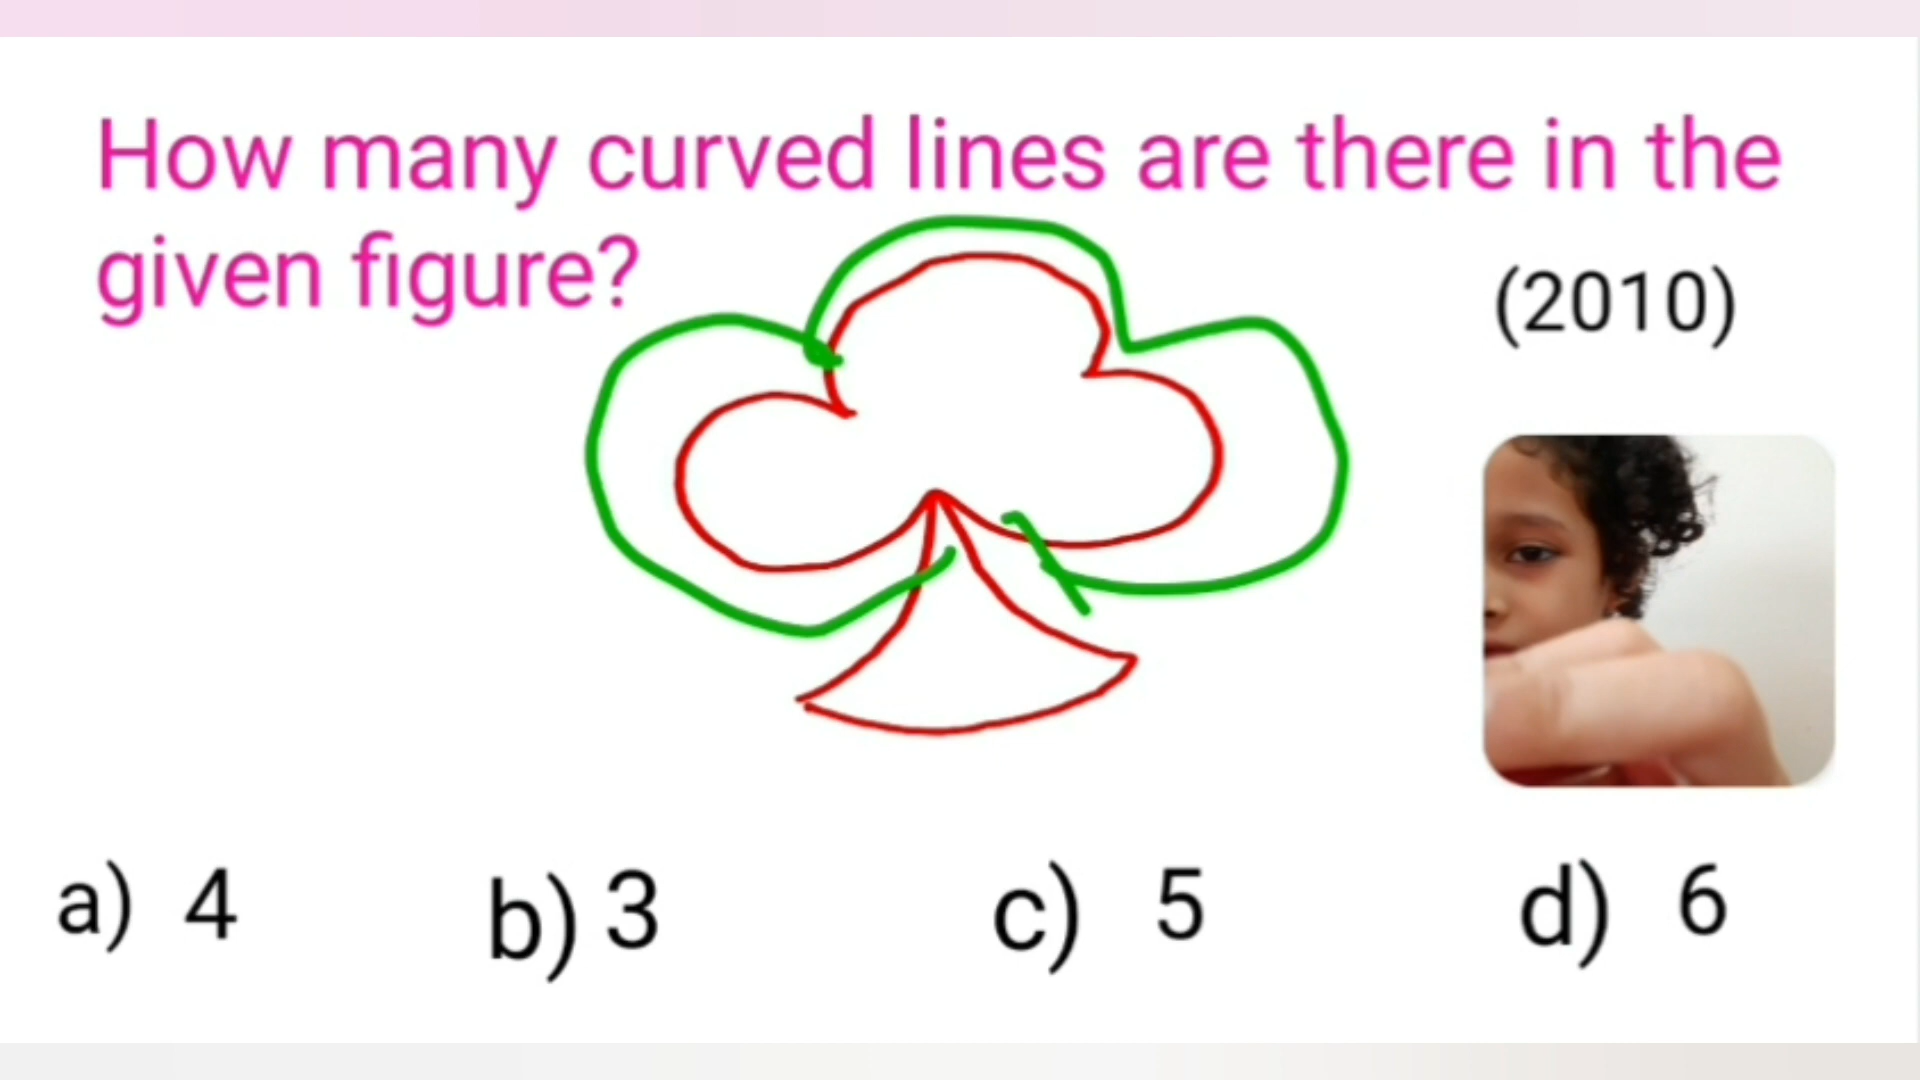 How many curved lines are there in the
given figure?
(2010)
a) 4 b) 3 c) 5 d) 6